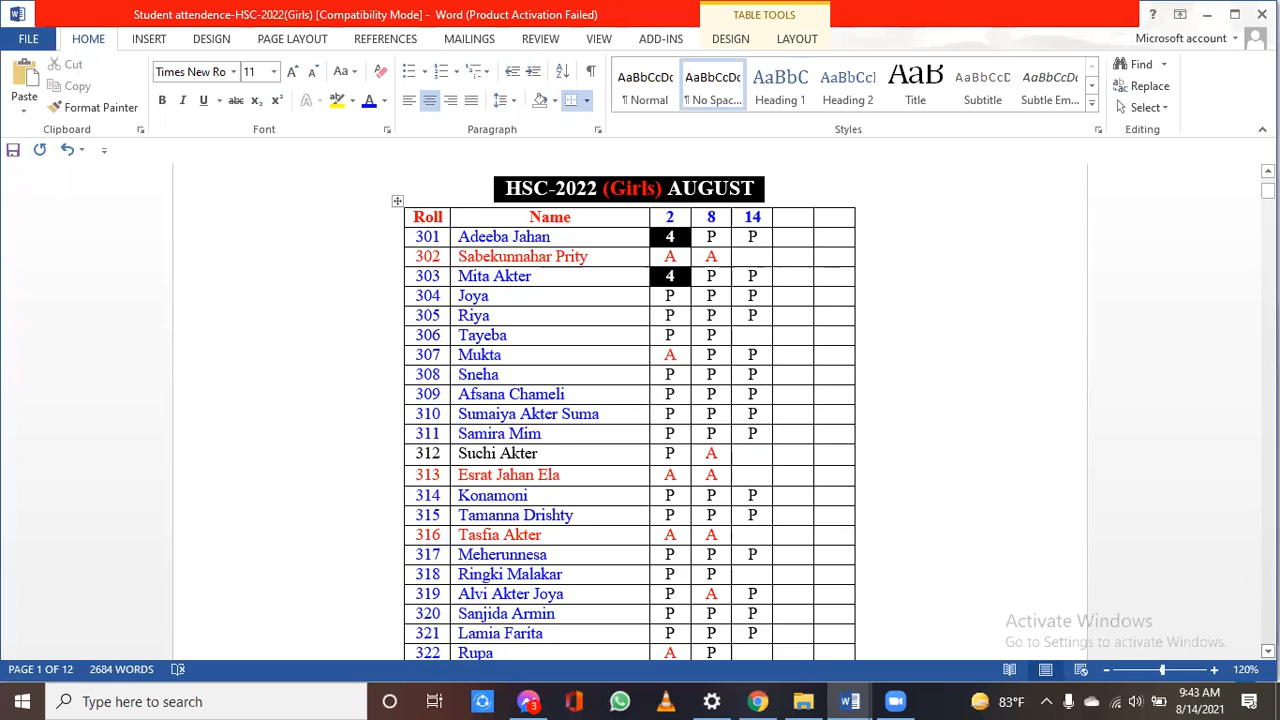 Student attendence-HSC-2022(Girls) [Compatibility Mode] - Word (Product Activation Failed)
TABLE TOOLS
?
FILE HOME INSERT DESIGN PAGE LAYOUT REFERENCES MAILINGS REVIEW VIEW ADD-INS DESIGN LAYOUT
Microsoft account
Paste
Cut
Copy
Format Painter
Clipboard
Times New Ro 11
Aa
B I U abc x₂ x² A A
Font
Paragraph
AaBbCcDc AaBbCcDc AaBbC AaBbCc AaB AaBbCcD AaBbCcDc
¶ Normal ¶ No Spac... Heading 1 Heading 2 Title Subtitle Subtle Em...
Styles
Find
Replace
Select
Editing
HSC-2022 (Girls) AUGUST
Roll Name 2 8 14
301 Adeeba Jahan 4 P P
302 Sabekunnahar Prity A A
303 Mita Akter 4 P P
304 Joya P P P
305 Riya P P P
306 Tayeba P P
307 Mukta A P P
308 Sneha P P P
309 Afsana Chameli P P P
310 Sumaiya Akter Suma P P P
311 Samira Mim P P P
312 Suchi Akter P A
313 Esrat Jahan Ela A A
314 Konamoni P P P
315 Tamanna Drishty P P P
316 Tasfia Akter A A
317 Meherunnesa P P P
318 Ringki Malakar P P
319 Alvi Akter Joya P A P
320 Sanjida Armin P P P
321 Lamia Farita P P P
322 Rupa A P
Activate Windows
Go to Settings to activate Windows.
PAGE 1 OF 12 2684 WORDS
120%
Type here to search
3
83°F
9:43 AM
8/14/2021